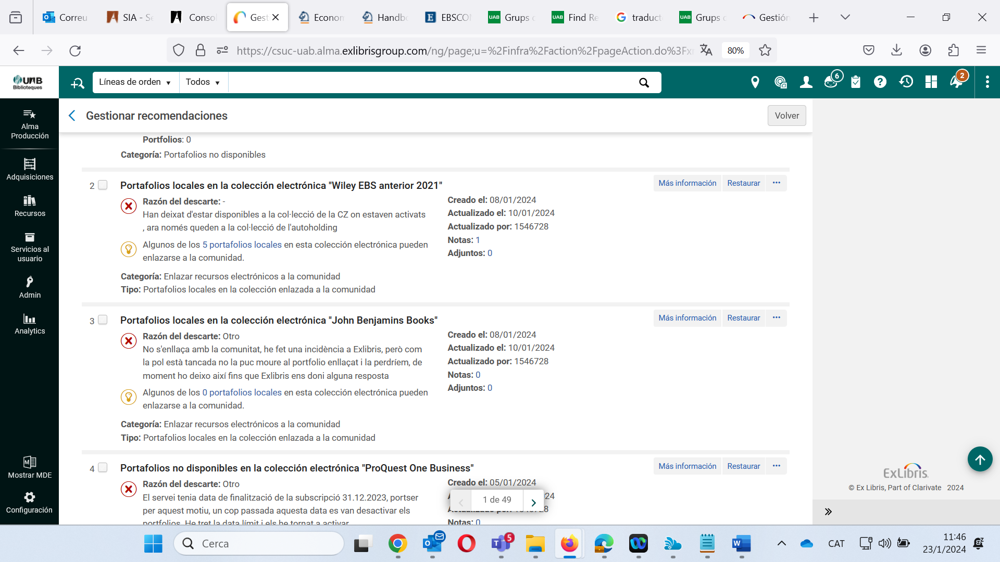 Correu
SIA - Se
Consol
Gest
Econom
Handbo
EBSCON
UAB Grups d
UAB Find Re
traducto
UAB Grups d
Gestión
https://csuc-uab.alma.exlibrisgroup.com/ng/page;u=%2Finfra%2Faction%2FpageAction.do%3Fx
80%
UAB
Biblioteques
Líneas de orden
Todos
6
2
Alma
Producción
Adquisiciones
Recursos
Servicios al
usuario
Admin
Analytics
Mostrar MDE
Configuración
Gestionar recomendaciones
Volver
Portfolios: 0
Categoría: Portafolios no disponibles
2
Portafolios locales en la colección electrónica "Wiley EBS anterior 2021"
Más información
Restaurar
Razón del descarte: -
Han deixat d'estar disponibles a la col·lecció de la CZ on estaven activats
, ara només queden a la col·lecció de l'autoholding
Algunos de los 5 portafolios locales en esta colección electrónica pueden
enlazarse a la comunidad.
Categoría: Enlazar recursos electrónicos a la comunidad
Tipo: Portafolios locales en la colección enlazada a la comunidad
Creado el: 08/01/2024
Actualizado el: 10/01/2024
Actualizado por: 1546728
Notas: 1
Adjuntos: 0
3
Portafolios locales en la colección electrónica "John Benjamins Books"
Más información
Restaurar
Razón del descarte: Otro
No s'enllaça amb la comunitat, he fet una incidència a Exlibris, però com
la pol està tancada no la puc moure al portfolio enllaçat i la perdríem, de
moment ho deixo així fins que Exlibris ens doni alguna resposta
Algunos de los 0 portafolios locales en esta colección electrónica pueden
enlazarse a la comunidad.
Categoría: Enlazar recursos electrónicos a la comunidad
Tipo: Portafolios locales en la colección enlazada a la comunidad
Creado el: 08/01/2024
Actualizado el: 10/01/2024
Actualizado por: 1546728
Notas: 0
Adjuntos: 0
4
Portafolios no disponibles en la colección electrónica "ProQuest One Business"
Más información
Restaurar
Razón del descarte: Otro
El servei tenia data de finalització de la subscripció 31.12.2023, portser
per aquest motiu, un cop passada aquesta data es van desactivar els
portfolios. He tret la data límit i els he tornat a activar
Creado el: 05/01/2024
24
8
Notas: 0
1 de 49
ExLibris
© Ex Libris, Part of Clarivate 2024
Cerca
5
CAT
11:46
23/1/2024